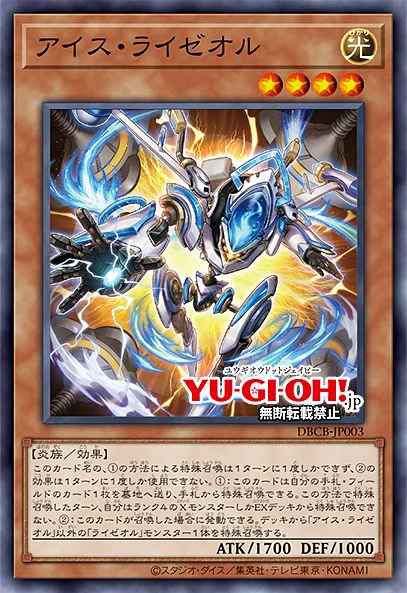 アイス・ライゼオル
光
ユウギオウドットジェイピー
YU-GI-OH!.jp
無断転載禁止
DBCB-JP003
【炎族／効果】
このカード名の、①の方法による特殊召喚は1ターンに1度しかできず、②の
効果は1ターンに1度しか使用できない。①：このカードは自分の手札・フィー
ルドのカード1枚を墓地へ送り、手札から特殊召喚できる。この方法で特殊
召喚したターン、自分はランク4のXモンスターしかEXデッキから特殊召喚でき
ない。②：このカードが召喚した場合に発動できる。デッキから「アイス・ライゼ
オル」以外の「ライゼオル」モンスター1体を特殊召喚する。
ATK/1700 DEF/1000
©スタジオ・ダイス／集英社・テレビ東京・KONAMI